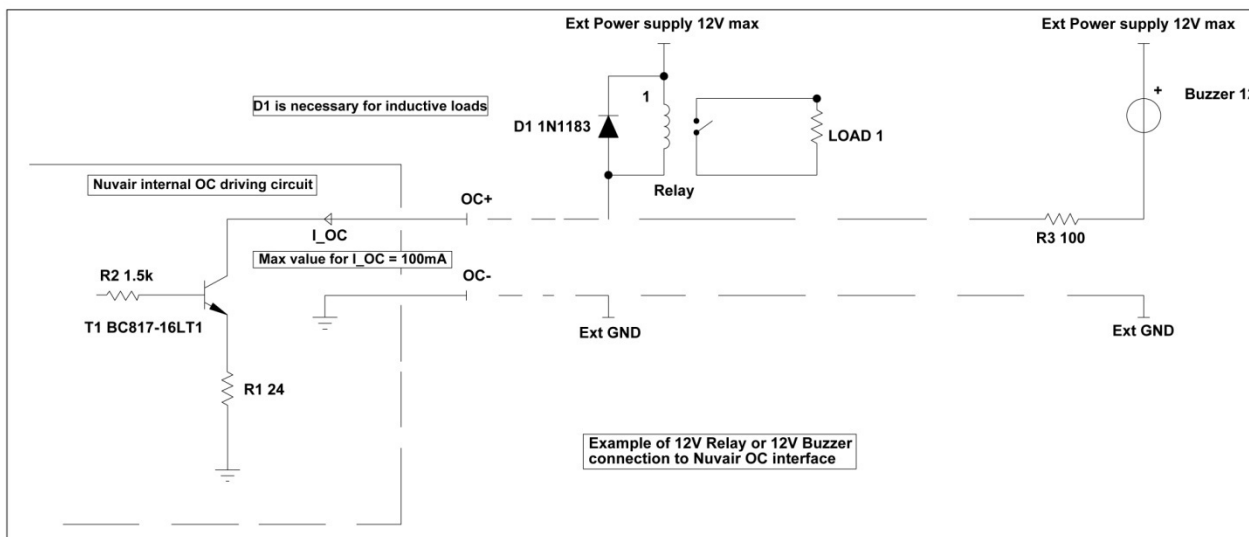 Ext Power supply 12V max
Ext Power supply 12V max
D1 is necessary for inductive loads
1
+
Buzzer 12
D1 1N1183
LOAD 1
Relay
Nuvair internal OC driving circuit
OC+
I_OC
R3 100
Max value for I_OC = 100mA
OC-
R2 1.5k
T1 BC817-16LT1
Ext GND
Ext GND
R1 24
Example of 12V Relay or 12V Buzzer
connection to Nuvair OC interface